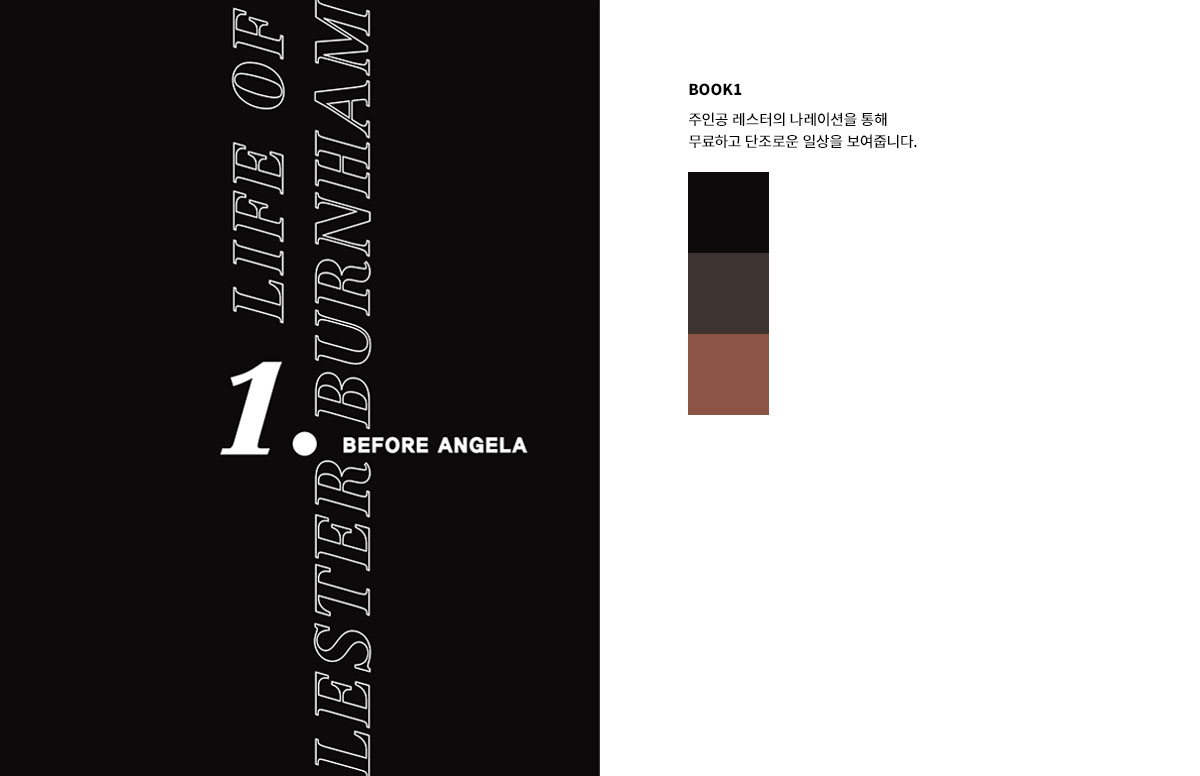 LIFE OF
LESTER BURNHAM
1. BEFORE ANGELA
BOOK1
주인공 레스터의 나레이션을 통해
무료하고 단조로운 일상을 보여줍니다.